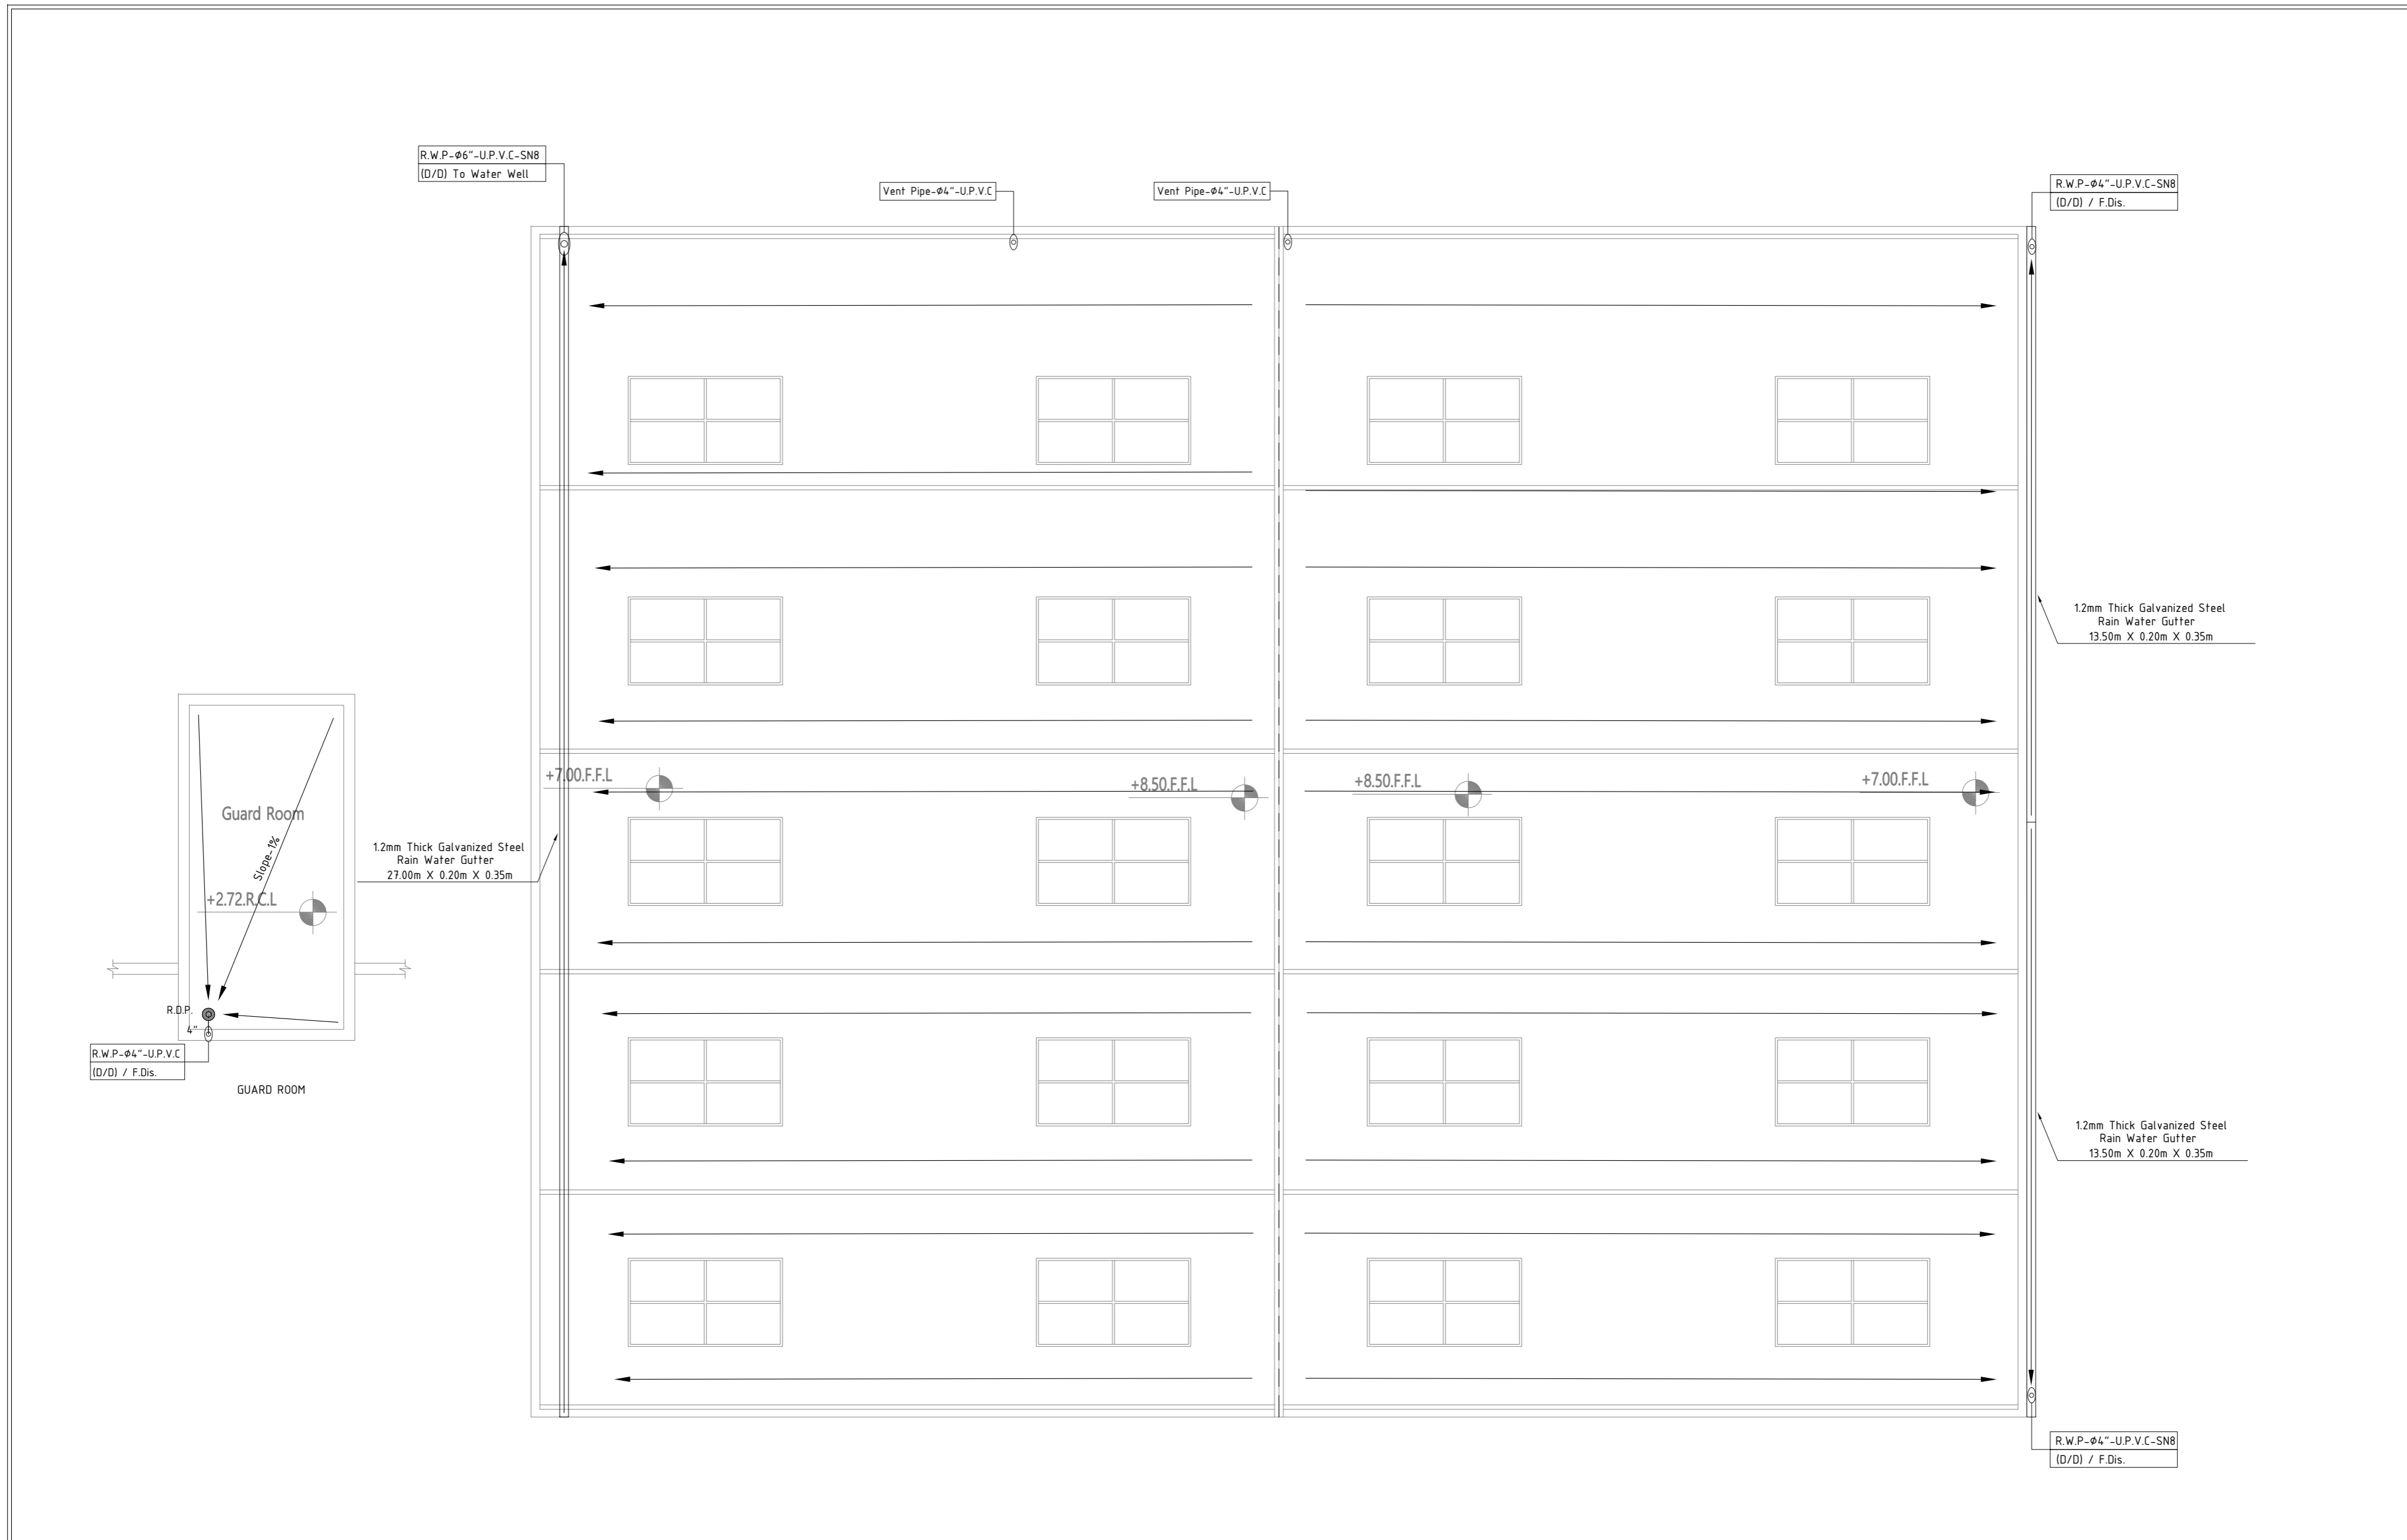 R.W.P-Ø6"-U.P.V.C-SN8
(D/D) To Water Well
Vent Pipe-Ø4"-U.P.V.C
Vent Pipe-Ø4"-U.P.V.C
R.W.P-Ø4"-U.P.V.C-SN8
(D/D) / F.Dis.
1.2mm Thick Galvanized Steel
Rain Water Gutter
13.50m X 0.20m X 0.35m
+7.00.F.F.L
+8.50.F.F.L
+8.50.F.F.L
+7.00.F.F.L
Guard Room
Slope-1%
+2.72.R.C.L
1.2mm Thick Galvanized Steel
Rain Water Gutter
27.00m X 0.20m X 0.35m
R.D.P.
4"
R.W.P-Ø4"-U.P.V.C
(D/D) / F.Dis.
GUARD ROOM
1.2mm Thick Galvanized Steel
Rain Water Gutter
13.50m X 0.20m X 0.35m
R.W.P-Ø4"-U.P.V.C-SN8
(D/D) / F.Dis.